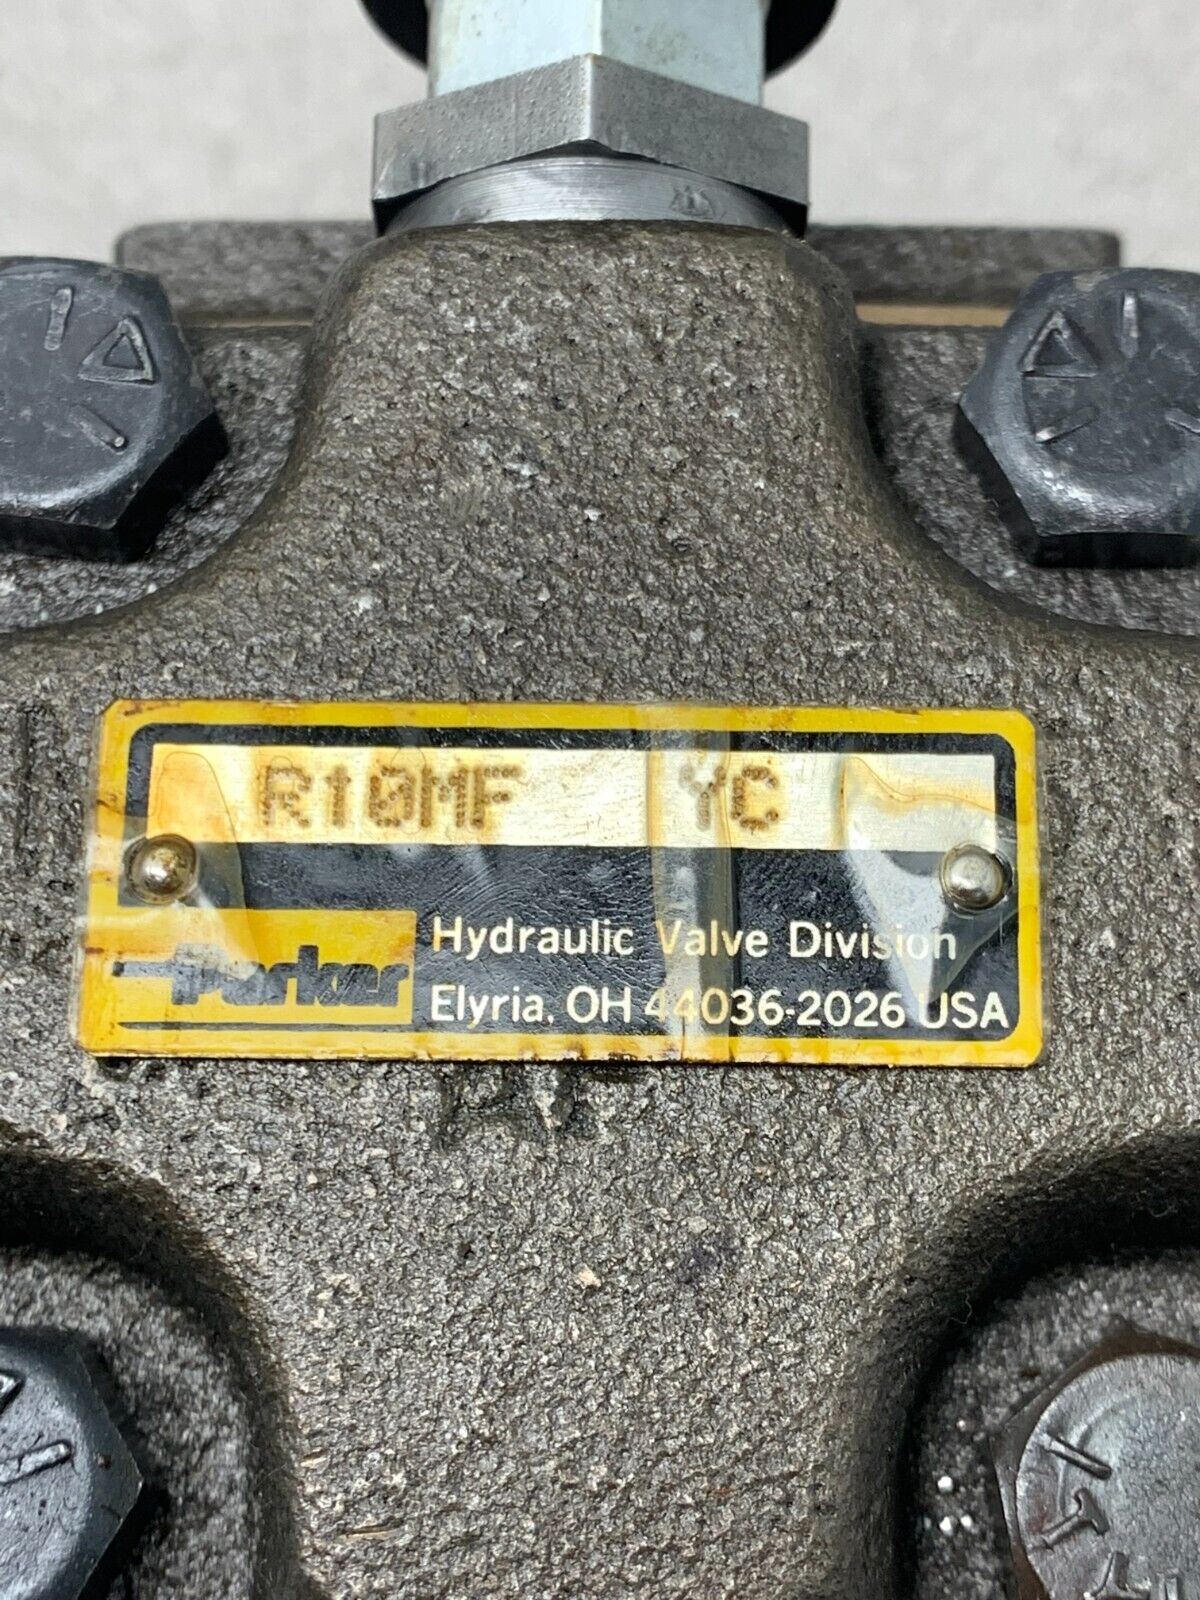 R10MF YC
Hydraulic Valve Division
Parker
Elyria, OH 44036-2026 USA